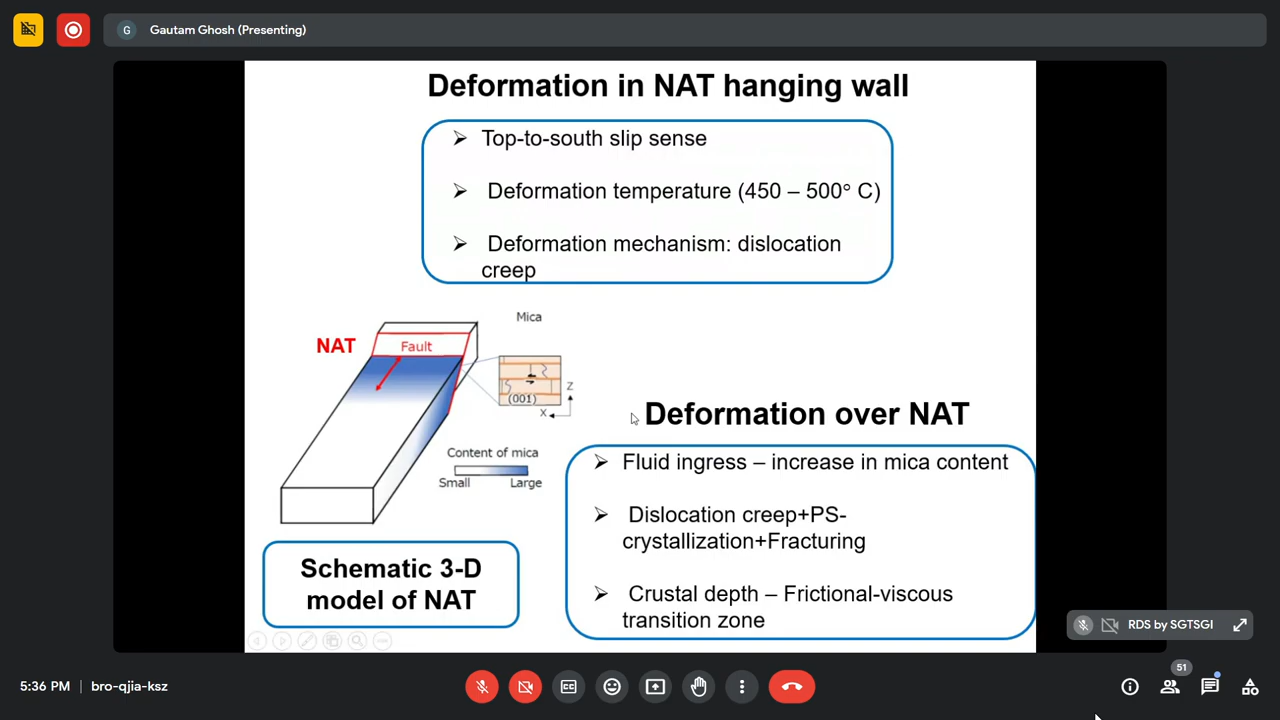 G Gautam Ghosh (Presenting)
Deformation in NAT hanging wall
➢ Top-to-south slip sense
➢ Deformation temperature (450 – 500° C)
➢ Deformation mechanism: dislocation
creep
Mica
NAT
Fault
(001)
Z
X
Content of mica
Small Large
Deformation over NAT
➢ Fluid ingress – increase in mica content
➢ Dislocation creep+PS-
crystallization+Fracturing
➢ Crustal depth – Frictional-viscous
transition zone
Schematic 3-D
model of NAT
RDS by SGTSGI
5:36 PM | bro-qjia-ksz
51